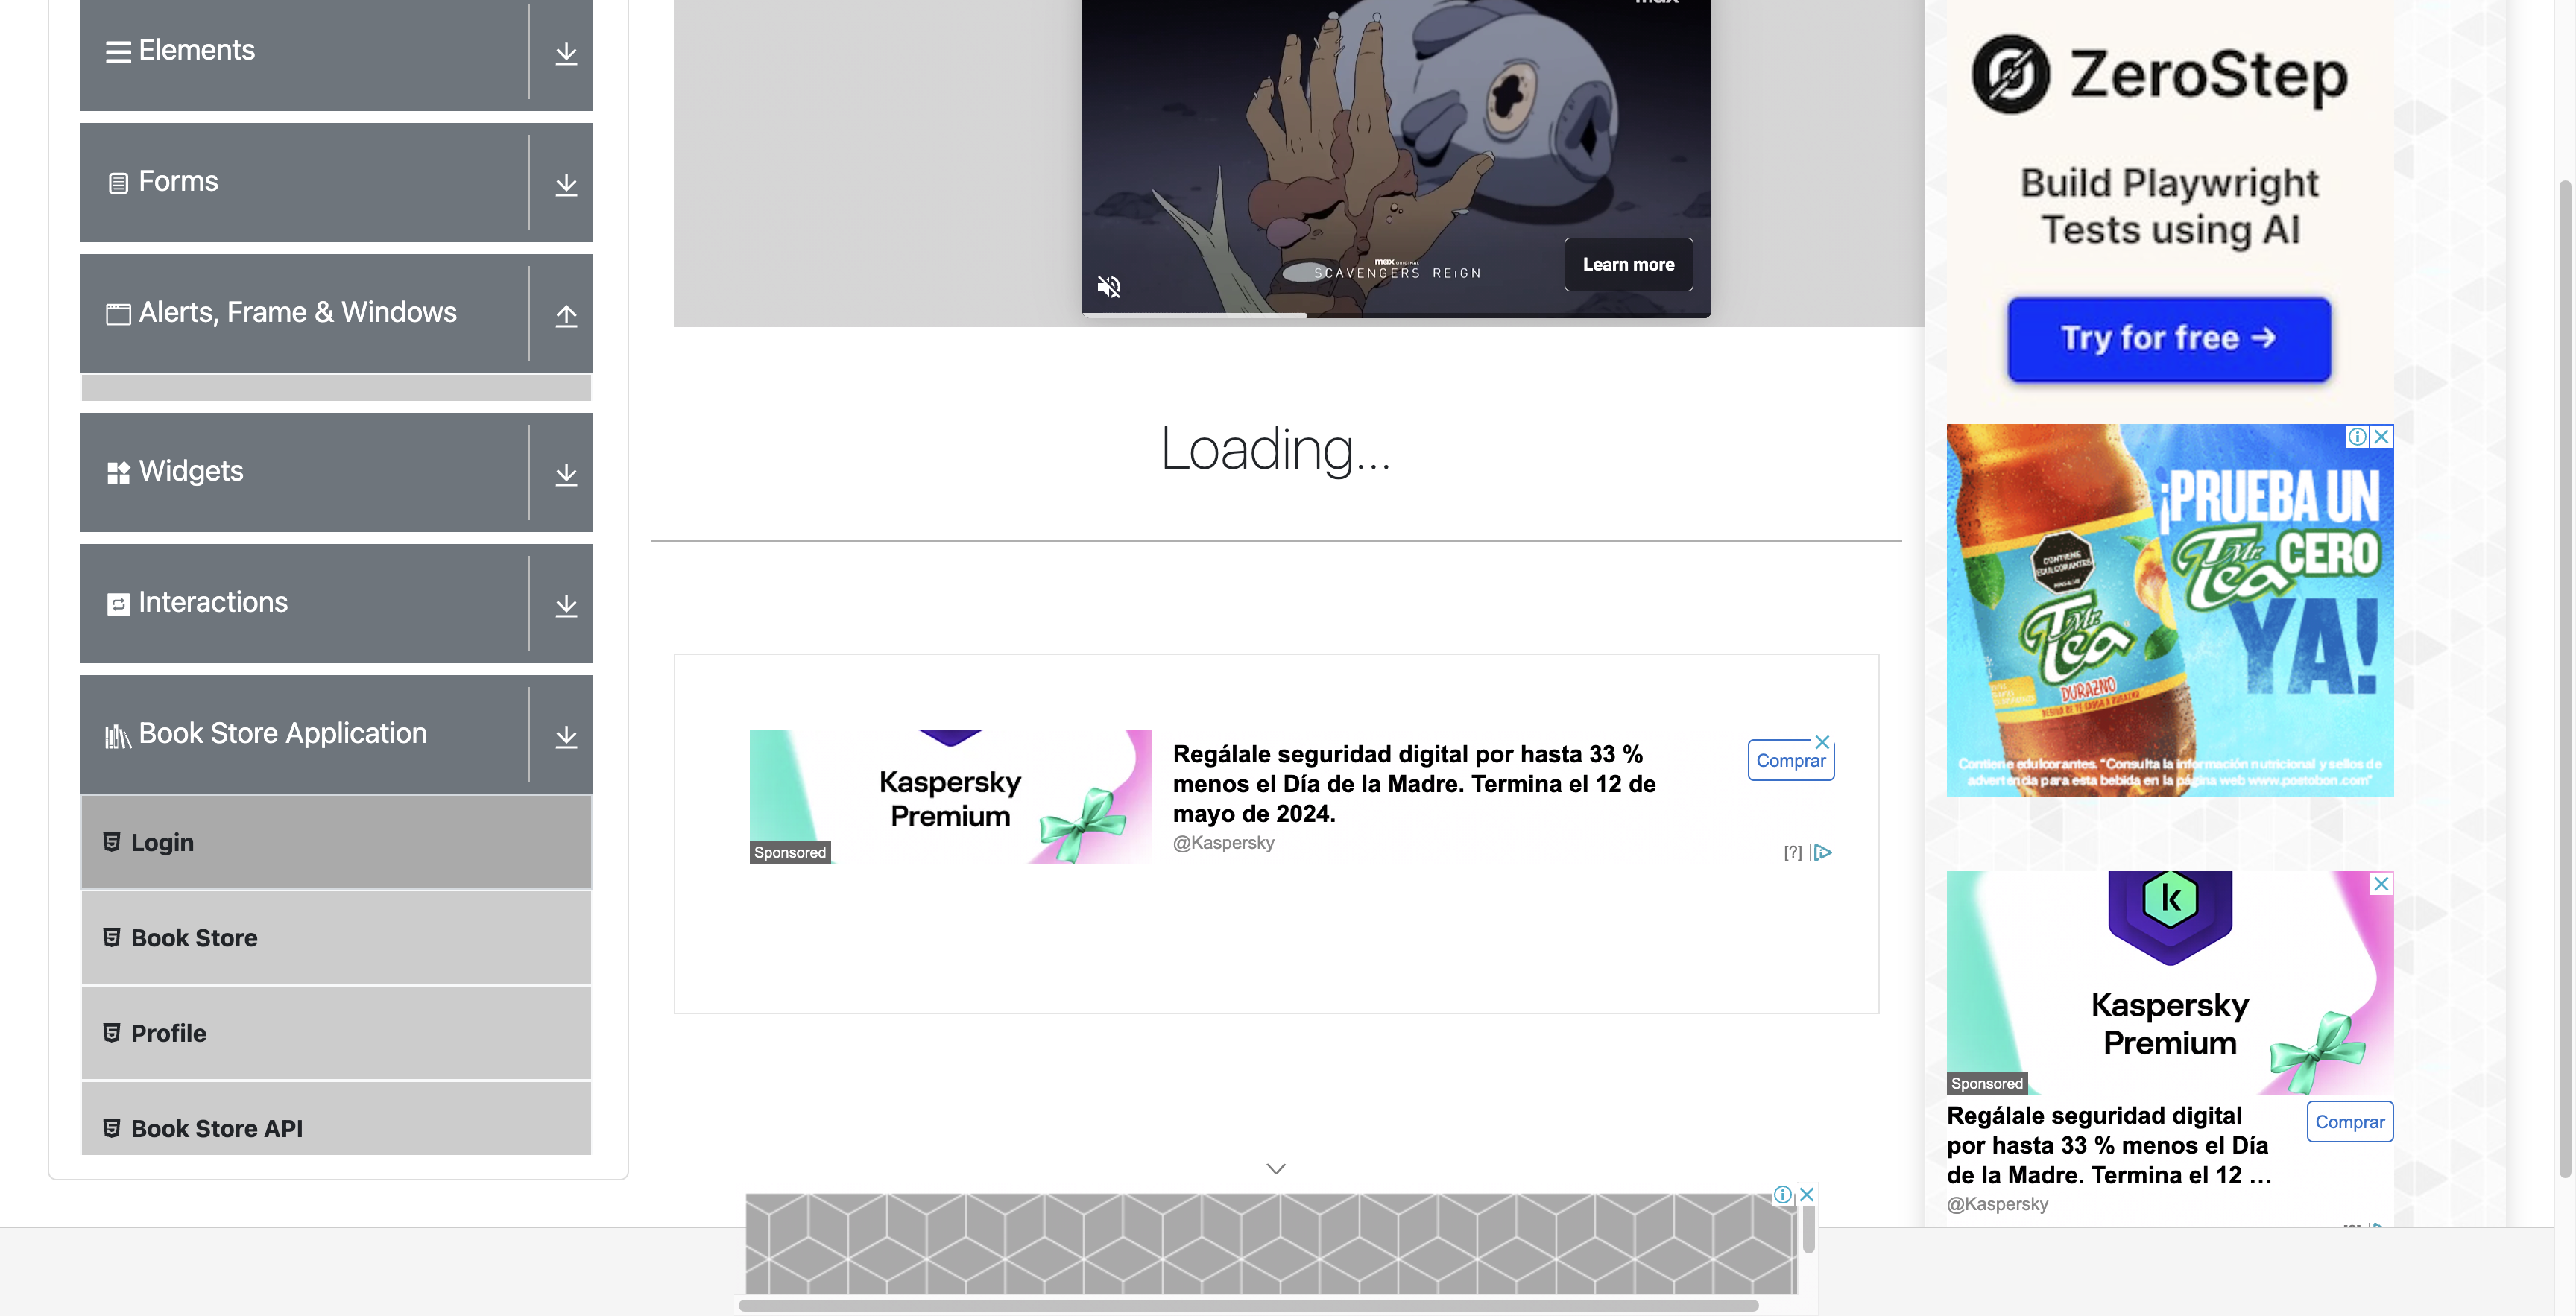 Elements
Forms
Alerts, Frame & Windows
Widgets
Interactions
Book Store Application
Login
Book Store
Profile
Book Store API
max ORIGINAL
SCAVENGERS REIGN
Learn more
Loading...
Kaspersky
Premium
Sponsored
Regálale seguridad digital por hasta 33 %
menos el Día de la Madre. Termina el 12 de
mayo de 2024.
@Kaspersky
Comprar
[?]
ZeroStep
Build Playwright
Tests using AI
Try for free →
¡PRUEBA UN
Mr. Tea CERO
YA!
CONTIENE
EDULCORANTES
Mr.
Tea
DURAZNO
Contiene edulcorantes. "Consulta la información nutricional y sellos de
advertencia para esta bebida en la página web www.postobon.com"
Kaspersky
Premium
Sponsored
Regálale seguridad digital
por hasta 33 % menos el Día
de la Madre. Termina el 12 ...
@Kaspersky
Comprar